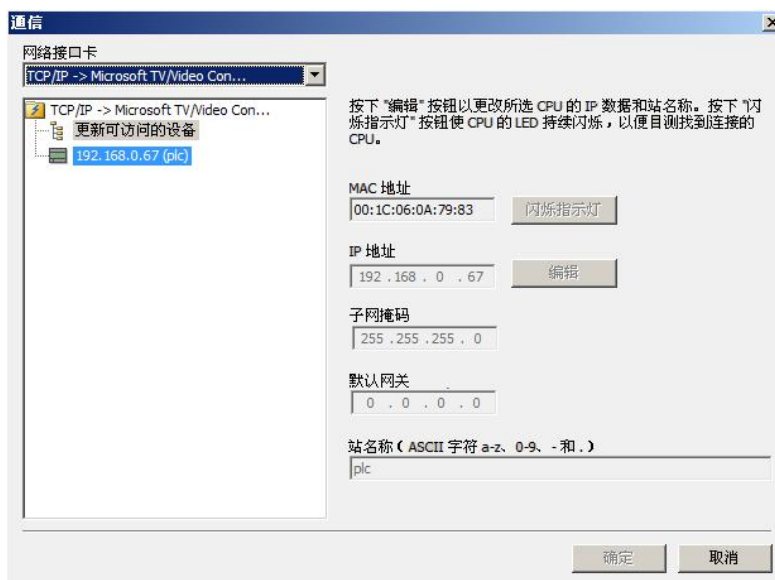 通信
网络接口卡
TCP/IP -> Microsoft TV/Video Con...
TCP/IP -> Microsoft TV/Video Con...
更新可访问的设备
192.168.0.67 (plc)
按下 "编辑" 按钮以更改所选 CPU 的 IP 数据和站名称。按下 "闪
烁指示灯" 按钮使 CPU 的 LED 持续闪烁，以便目测找到连接的
CPU。
MAC 地址
00:1C:06:0A:79:83
闪烁指示灯
IP 地址
192 . 168 . 0 . 67
编辑
子网掩码
255 . 255 . 255 . 0
默认网关
0 . 0 . 0 . 0
站名称 ( ASCII 字符 a-z、0-9、- 和 . )
plc
确定
取消